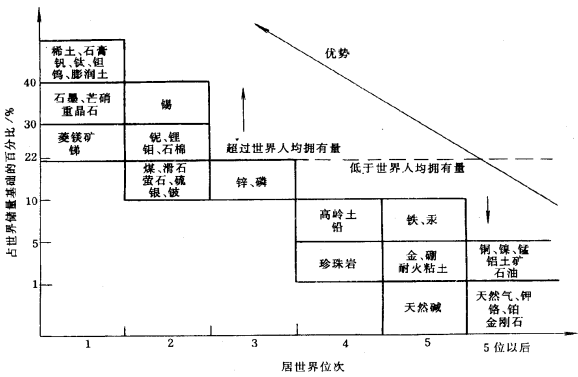 占世界储量基础的百分比/%
40
30
22
10
5
1
稀土、石膏
钒、钛、钽
钨、膨润土
石墨、芒硝
重晶石
锡
菱镁矿
锑
铌、锂
钼、石棉
煤、滑石
萤石、硫
银、铍
锌、磷
超过世界人均拥有量
优势
低于世界人均拥有量
高岭土
铅
铁、汞
珍珠岩
金、硼
耐火粘土
铜、镍、锰
铝土矿
石油
天然碱
天然气、钾
铬、铂
金刚石
1
2
3
4
5
5位以后
居世界位次